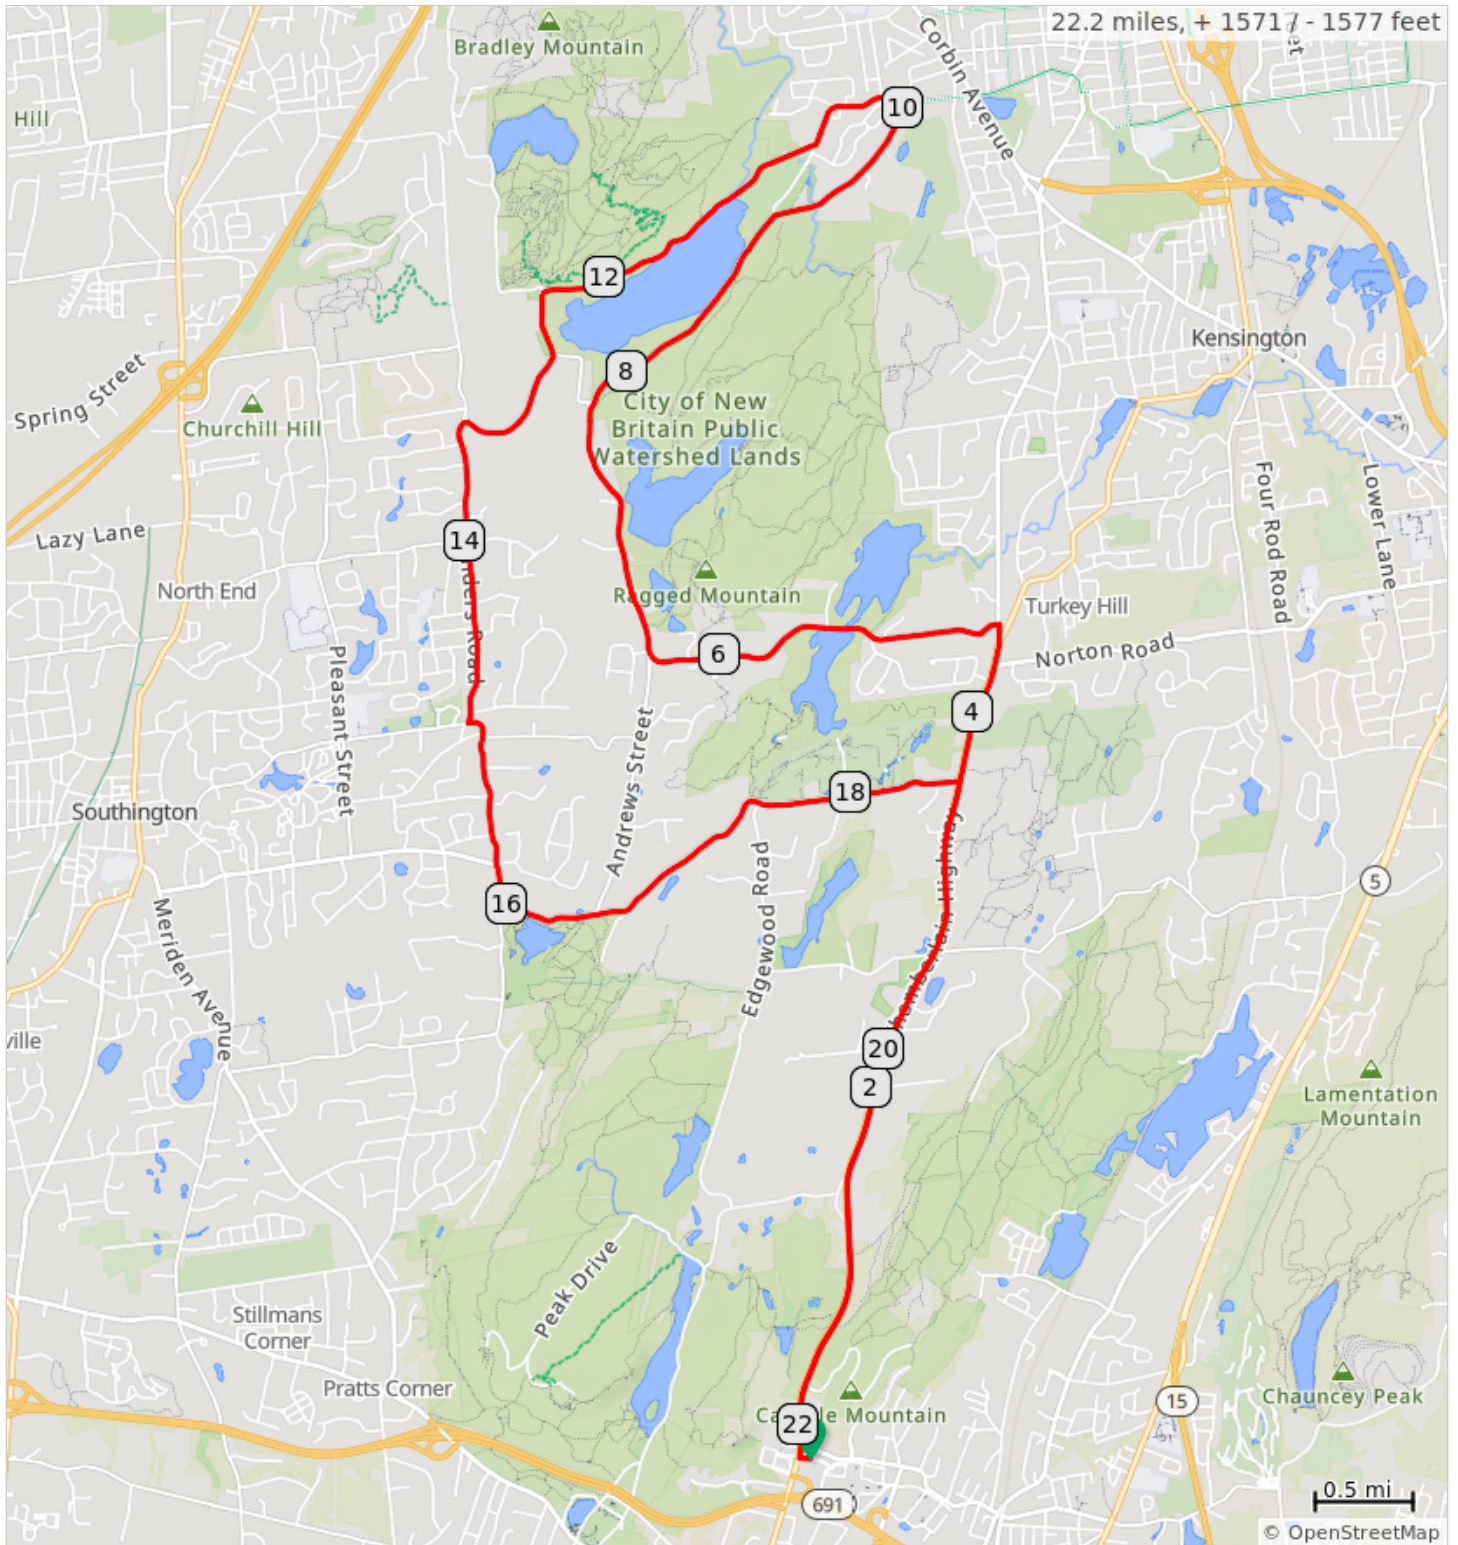 22.2 miles, + 1571 / - 1577 feet
Bradley Mountain
Corbin Avenue
Hill
10
12
Kensington
Spring Street
8
Churchill Hill
City of New
Britain Public
Watershed Lands
Four Rod Road
Lower Lane
Lazy Lane
14
North End
Ragged Mountain
Turkey Hill
Norton Road
6
Pleasant Street
4
Andrews Street
18
Southington
Edgewood Road
5
16
Meriden Avenue
20
2
Lamentation
Mountain
Peak Drive
Stillmans
Corner
Pratts Corner
15
Chauncey Peak
Mountain
22
0.5 mi
691
© OpenStreetMap